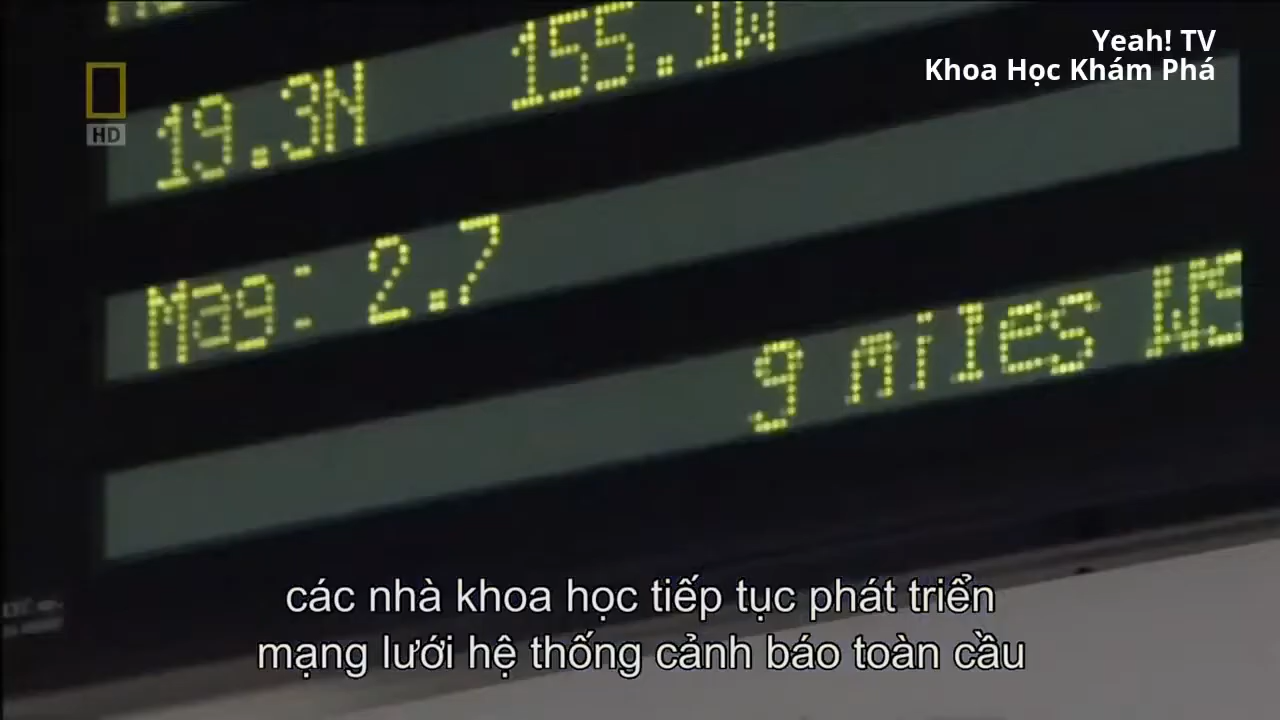 Yeah! TV
Khoa Học Khám Phá
HD
19.3N 155.1W
Mag: 2.7
9 miles
các nhà khoa học tiếp tục phát triển
mạng lưới hệ thống cảnh báo toàn cầu